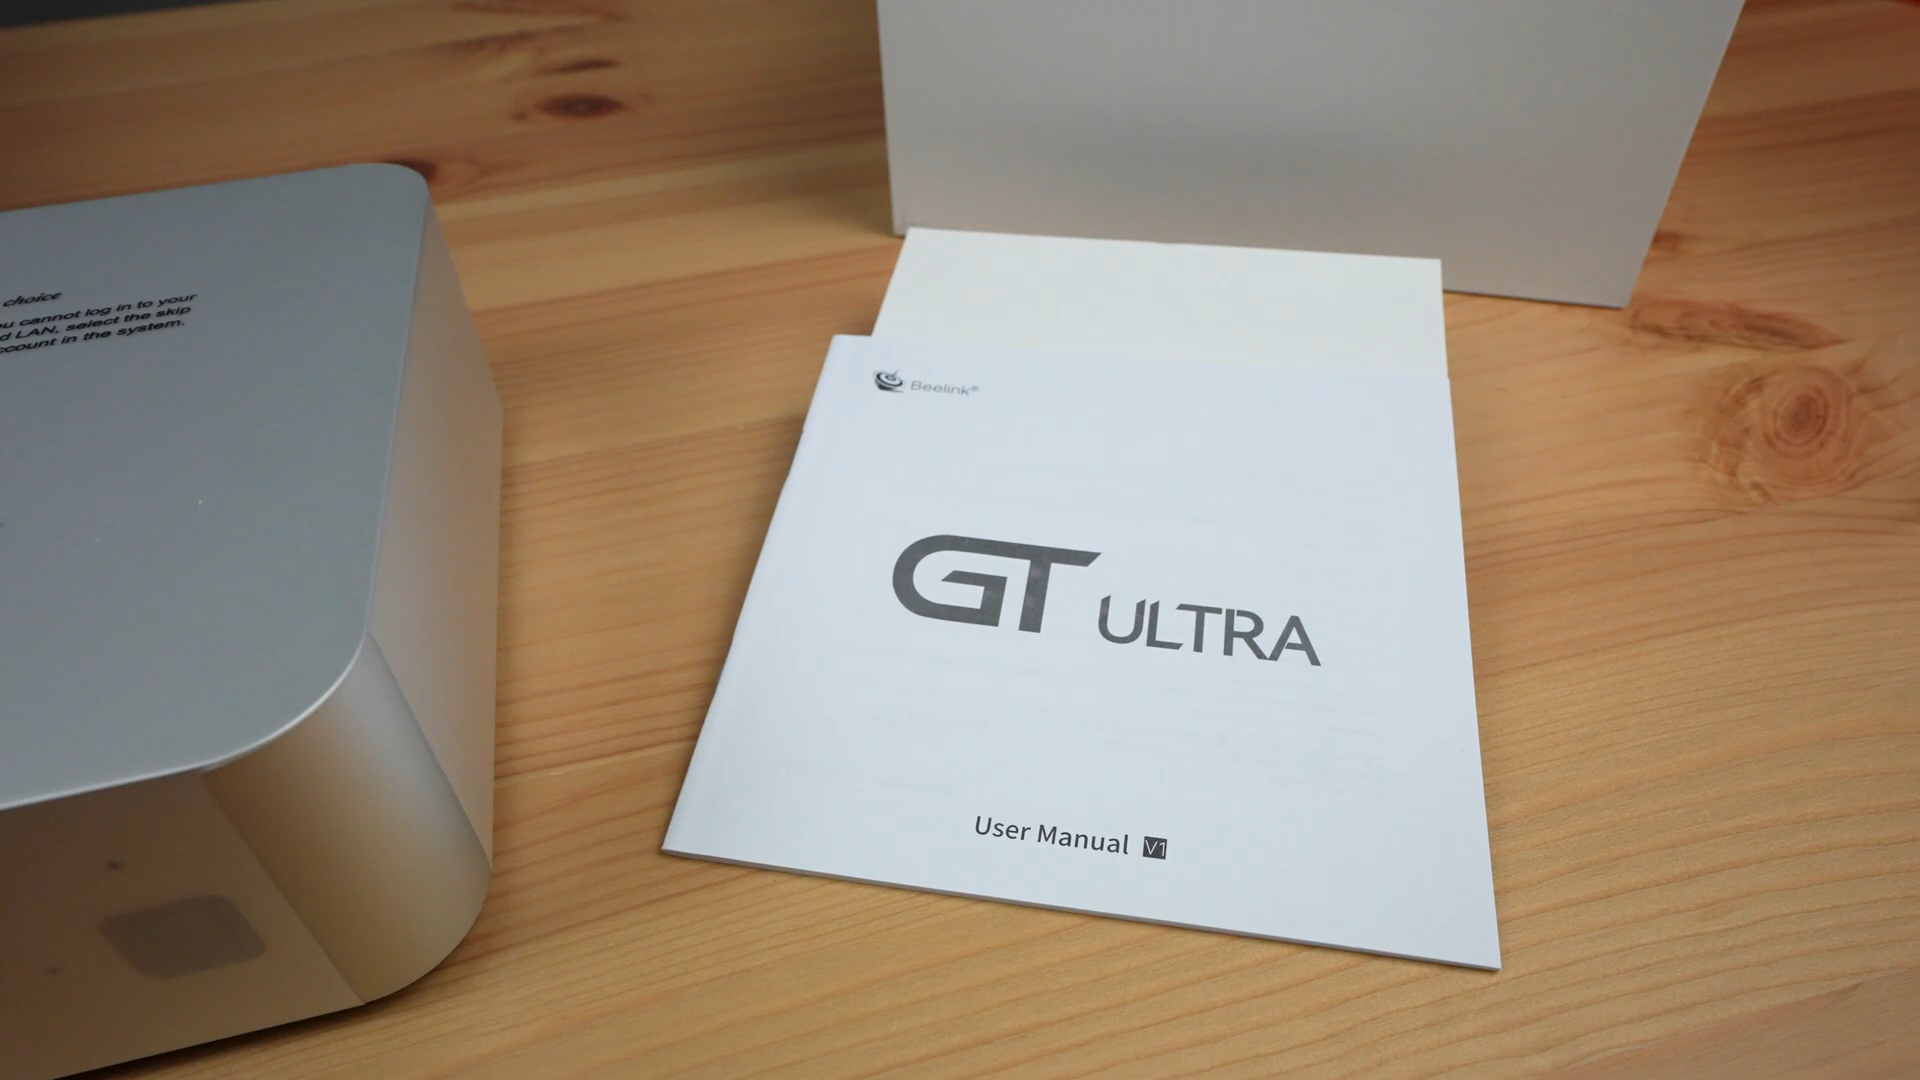 choice
cannot log in to your
LAN, select the skip
in the system.
Beelink®
GT ULTRA
User Manual V1